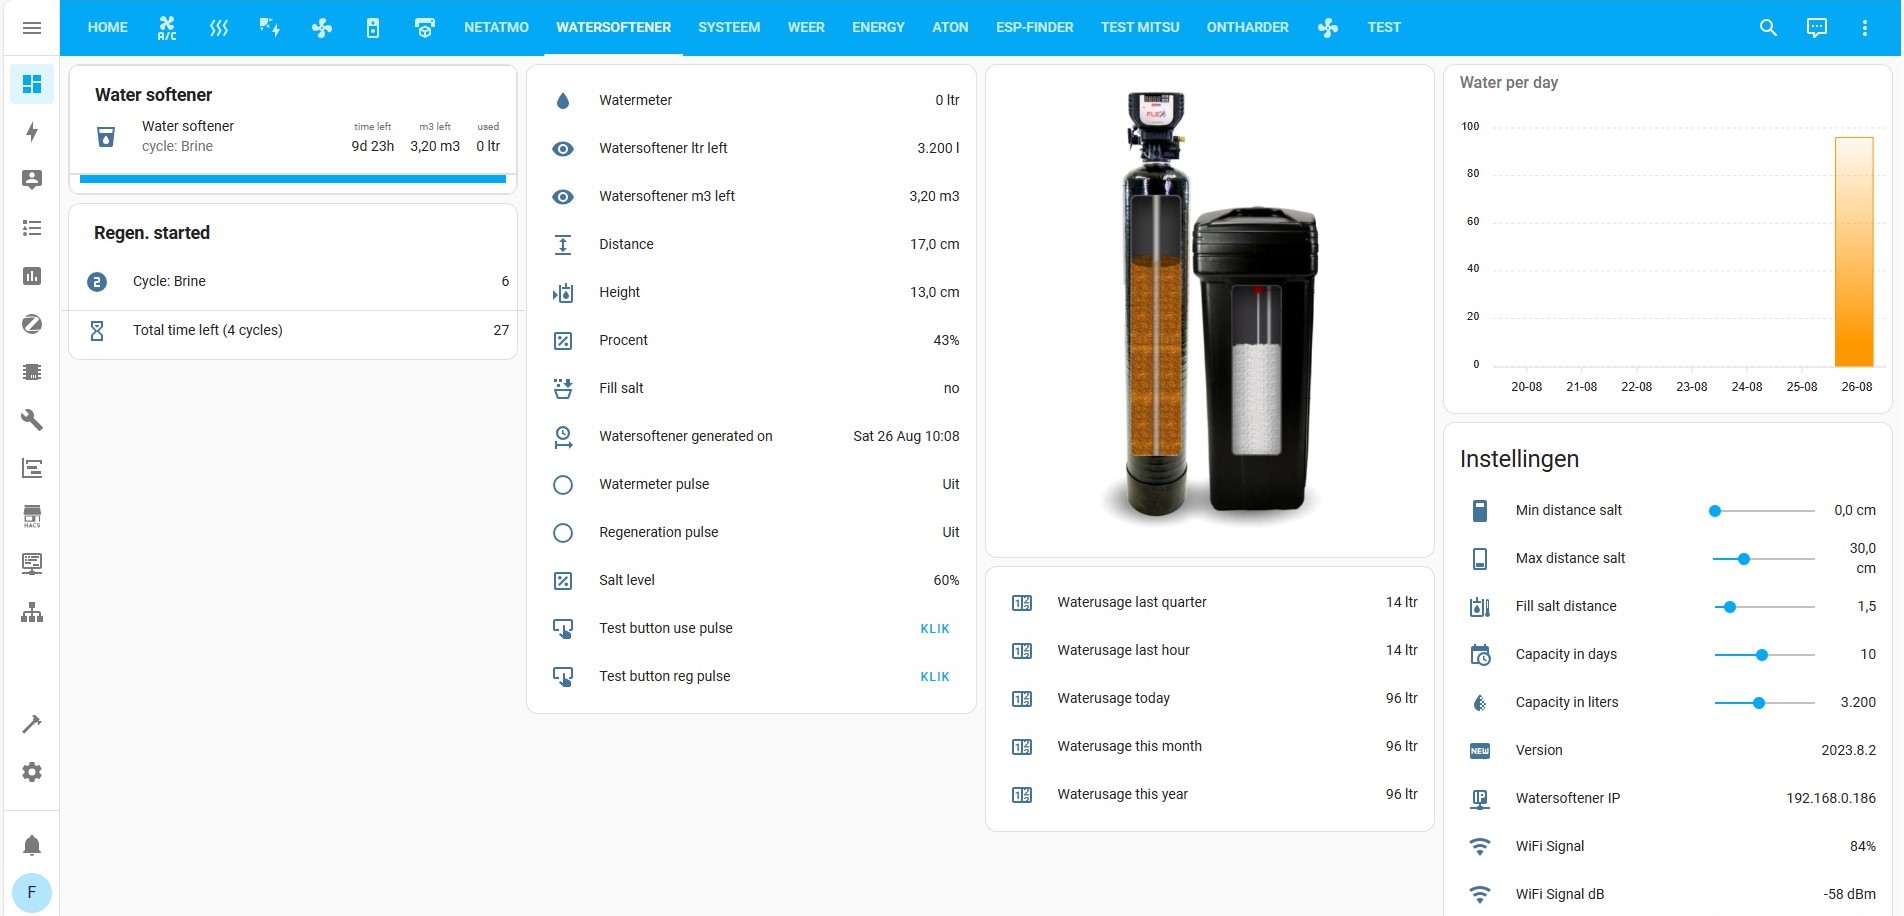 HOME
A/C
NETATMO
WATERSOFTENER
SYSTEEM
WEER
ENERGY
ATON
ESP-FINDER
TEST MITSU
ONTHARDER
TEST
HACS
F
Water softener
Water softener
cycle: Brine
time left
9d 23h
m3 left
3,20 m3
used
0 ltr
Regen. started
2 Cycle: Brine 6
Total time left (4 cycles) 27
Watermeter 0 ltr
Watersoftener ltr left 3.200 l
Watersoftener m3 left 3,20 m3
Distance 17,0 cm
Height 13,0 cm
Procent 43%
Fill salt no
Watersoftener generated on Sat 26 Aug 10:08
Watermeter pulse Uit
Regeneration pulse Uit
Salt level 60%
Test button use pulse KLIK
Test button reg pulse KLIK
FLEX
Waterusage last quarter 14 ltr
Waterusage last hour 14 ltr
Waterusage today 96 ltr
Waterusage this month 96 ltr
Waterusage this year 96 ltr
Water per day
100
80
60
40
20
0
20-08 21-08 22-08 23-08 24-08 25-08 26-08
Instellingen
Min distance salt 0,0 cm
Max distance salt 30,0
cm
Fill salt distance 1,5
Capacity in days 10
Capacity in liters 3.200
NEW Version 2023.8.2
Watersoftener IP 192.168.0.186
WiFi Signal 84%
WiFi Signal dB -58 dBm